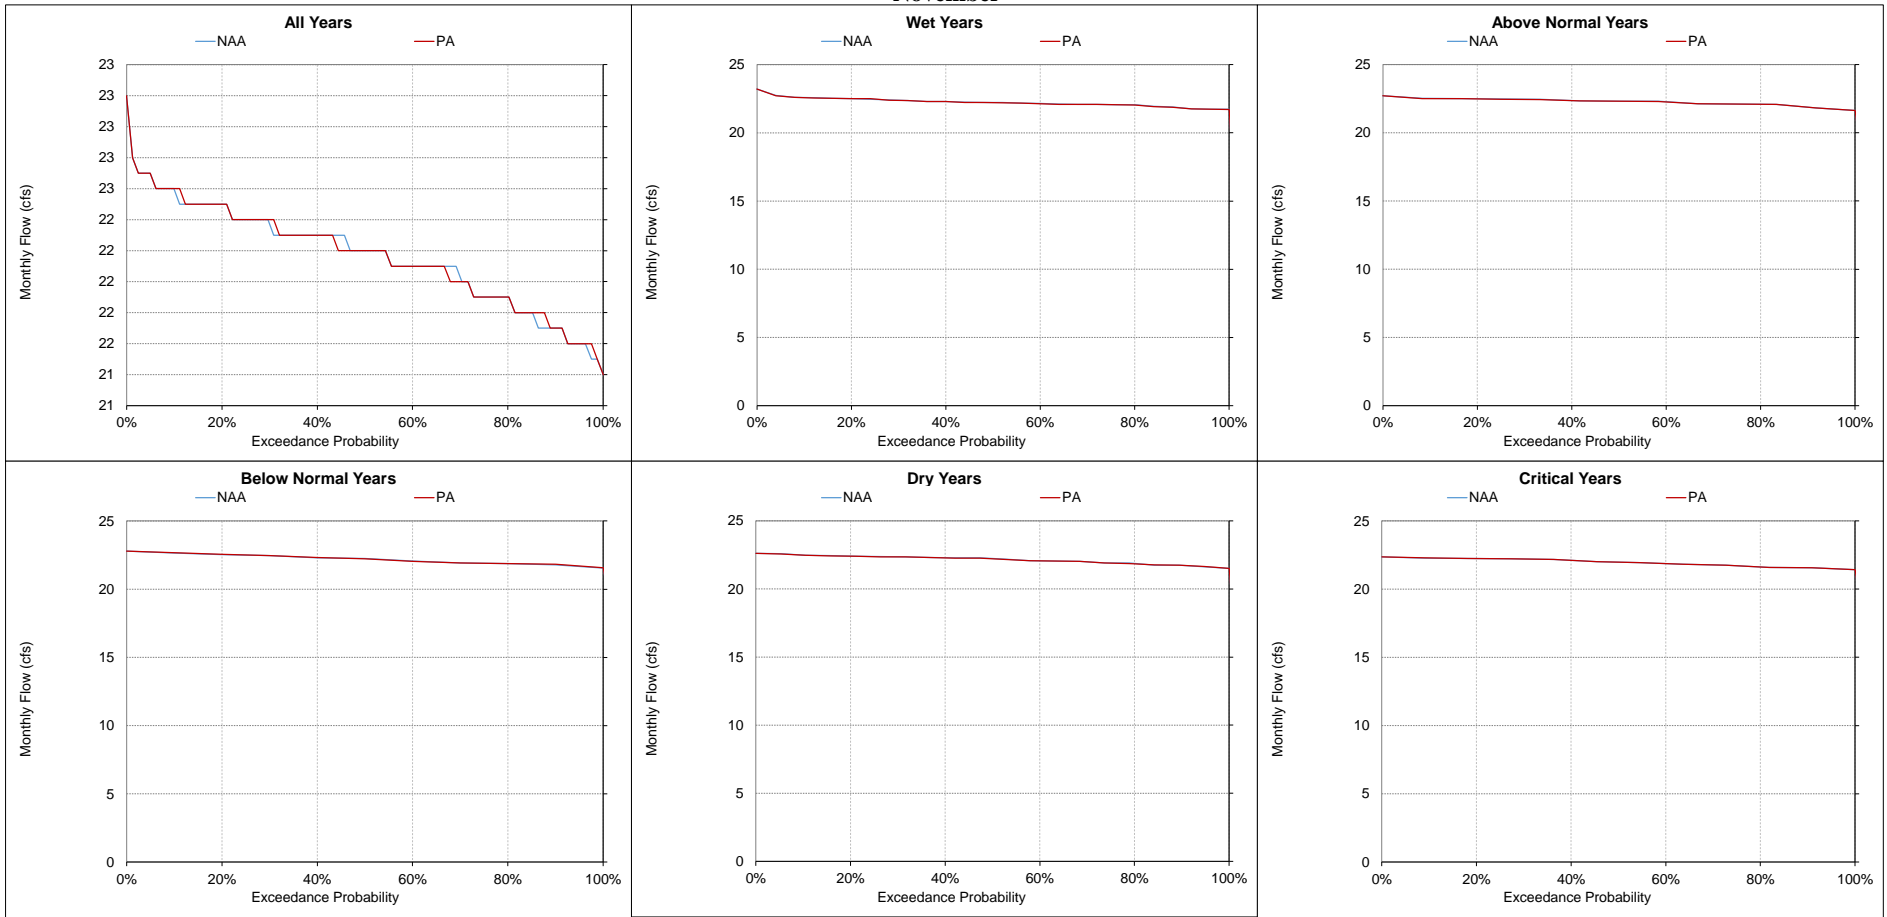 All Years
NAA PA
23
23
23
23
23
22
22
22
22
22
21
21
0% 20% 40% 60% 80% 100%
Monthly Flow (cfs)
Exceedance Probability
Wet Years
NAA PA
25
20
15
10
5
0
0% 20% 40% 60% 80% 100%
Monthly Flow (cfs)
Exceedance Probability
Above Normal Years
NAA PA
25
20
15
10
5
0
0% 20% 40% 60% 80% 100%
Monthly Flow (cfs)
Exceedance Probability
Below Normal Years
NAA PA
25
20
15
10
5
0
0% 20% 40% 60% 80% 100%
Monthly Flow (cfs)
Exceedance Probability
Dry Years
NAA PA
25
20
15
10
5
0
0% 20% 40% 60% 80% 100%
Monthly Flow (cfs)
Exceedance Probability
Critical Years
NAA PA
25
20
15
10
5
0
0% 20% 40% 60% 80% 100%
Monthly Flow (cfs)
Exceedance Probability